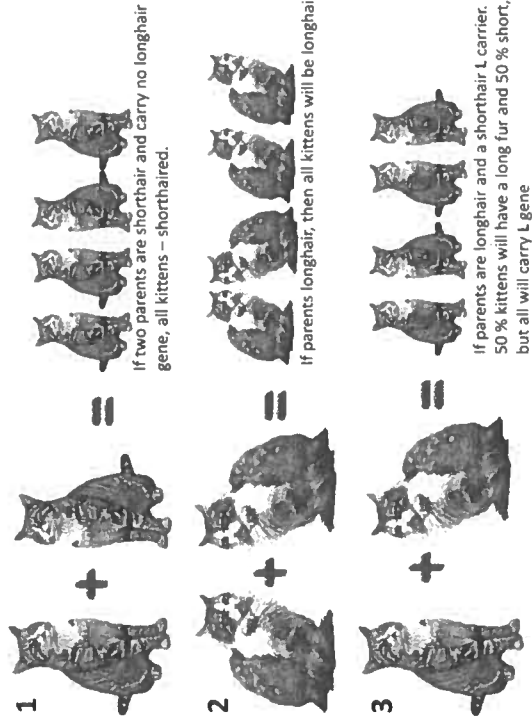 1
If two parents are shorthair and carry no longhair
gene, all kittens – shorthaired.
2
If parents longhair, then all kittens will be longhai
3
If parents are longhair and a shorthair L carrier.
50 % kittens will have a long fur and 50 % short,
but all will carry L gene